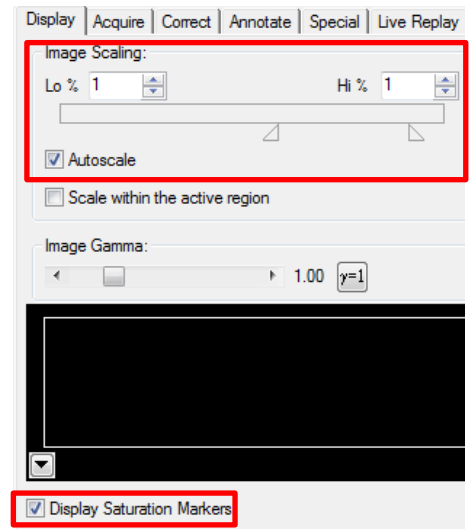 Display Acquire Correct Annotate Special Live Replay
Image Scaling:
Lo % 1 Hi % 1
Autoscale
Scale within the active region
Image Gamma:
1.00 γ=1
Display Saturation Markers